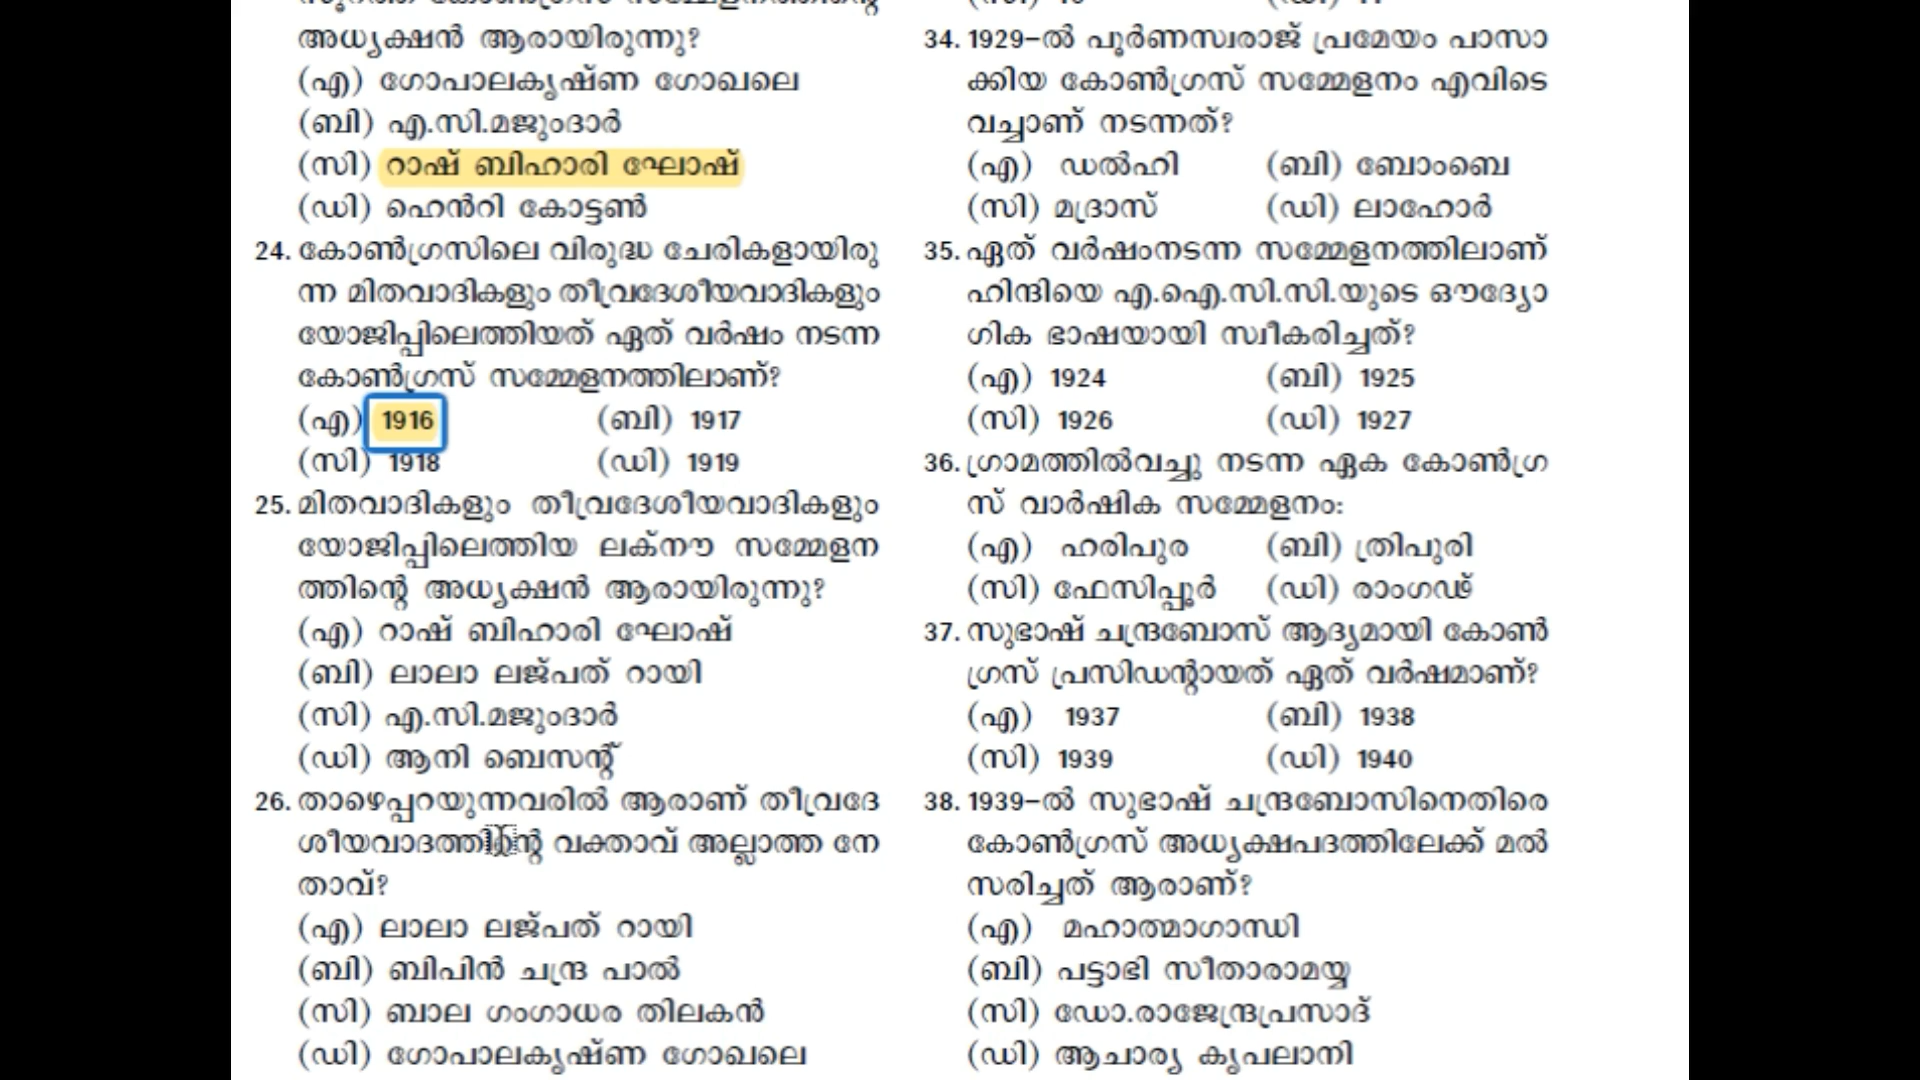 അധ്യക്ഷൻ ആരായിരുന്നു?
(എ) ഗോപാലകൃഷ്ണ ഗോഖലെ
(ബി) എ.സി.മജുംദാർ
(സി) റാഷ് ബിഹാരി ഘോഷ്
(ഡി) ഹെൻറി കോട്ടൺ
24. കോൺഗ്രസിലെ വിരുദ്ധ ചേരികളായിരു
ന്ന മിതവാദികളും തീവ്രദേശീയവാദികളും
യോജിപ്പിലെത്തിയത് ഏത് വർഷം നടന്ന
കോൺഗ്രസ് സമ്മേളനത്തിലാണ്?
(എ) 1916 (ബി) 1917
(സി) 1918 (ഡി) 1919
25. മിതവാദികളും തീവ്രദേശീയവാദികളും
യോജിപ്പിലെത്തിയ ലക്നൗ സമ്മേളന
ത്തിന്റെ അധ്യക്ഷൻ ആരായിരുന്നു?
(എ) റാഷ് ബിഹാരി ഘോഷ്
(ബി) ലാലാ ലജ്പത് റായി
(സി) എ.സി.മജുംദാർ
(ഡി) ആനി ബെസന്റ്
26. താഴെപ്പറയുന്നവരിൽ ആരാണ് തീവ്രദേ
ശീയവാദത്തിന്റെ വക്താവ് അല്ലാത്ത നേ
താവ്?
(എ) ലാലാ ലജ്പത് റായി
(ബി) ബിപിൻ ചന്ദ്ര പാൽ
(സി) ബാല ഗംഗാധര തിലകൻ
(ഡി) ഗോപാലകൃഷ്ണ ഗോഖലെ
34. 1929-ൽ പൂർണസ്വരാജ് പ്രമേയം പാസാ
ക്കിയ കോൺഗ്രസ് സമ്മേളനം എവിടെ
വച്ചാണ് നടന്നത്?
(എ) ഡൽഹി (ബി) ബോംബെ
(സി) മദ്രാസ് (ഡി) ലാഹോർ
35. ഏത് വർഷംനടന്ന സമ്മേളനത്തിലാണ്
ഹിന്ദിയെ എ.ഐ.സി.സി.യുടെ ഔദ്യോ
ഗിക ഭാഷയായി സ്വീകരിച്ചത്?
(എ) 1924 (ബി) 1925
(സി) 1926 (ഡി) 1927
36. ഗ്രാമത്തിൽവച്ചു നടന്ന ഏക കോൺഗ്ര
സ് വാർഷിക സമ്മേളനം:
(എ) ഹരിപുര (ബി) ത്രിപുരി
(സി) ഫേസിപ്പൂർ (ഡി) രാംഗഢ്
37. സുഭാഷ് ചന്ദ്രബോസ് ആദ്യമായി കോൺ
ഗ്രസ് പ്രസിഡന്റായത് ഏത് വർഷമാണ്?
(എ) 1937 (ബി) 1938
(സി) 1939 (ഡി) 1940
38. 1939-ൽ സുഭാഷ് ചന്ദ്രബോസിനെതിരെ
കോൺഗ്രസ് അധ്യക്ഷപദത്തിലേക്ക് മൽ
സരിച്ചത് ആരാണ്?
(എ) മഹാത്മാഗാന്ധി
(ബി) പട്ടാഭി സീതാരാമയ്യ
(സി) ഡോ.രാജേന്ദ്രപ്രസാദ്
(ഡി) ആചാര്യ കൃപലാനി